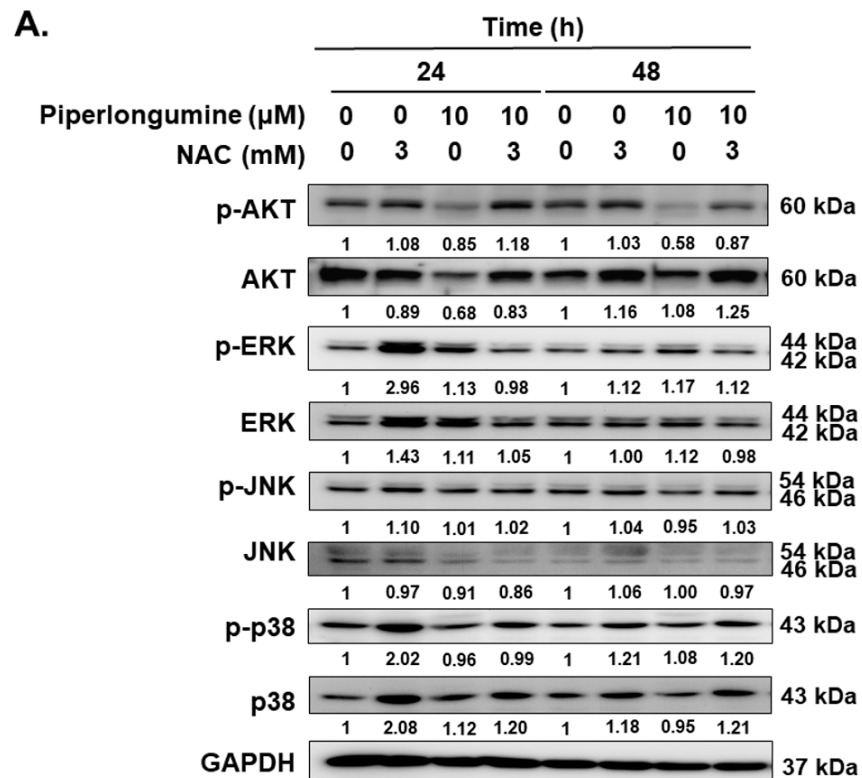 A.
Time (h)
24 48
Piperlongumine (μM) 0 0 10 10 0 0 10 10
NAC (mM) 0 3 0 3 0 3 0 3
p-AKT 60 kDa
1 1.08 0.85 1.18 1 1.03 0.58 0.87
AKT 60 kDa
1 0.89 0.68 0.83 1 1.16 1.08 1.25
p-ERK 44 kDa
42 kDa
1 2.96 1.13 0.98 1 1.12 1.17 1.12
ERK 44 kDa
42 kDa
1 1.43 1.11 1.05 1 1.00 1.12 0.98
p-JNK 54 kDa
46 kDa
1 1.10 1.01 1.02 1 1.04 0.95 1.03
JNK 54 kDa
46 kDa
1 0.97 0.91 0.86 1 1.06 1.00 0.97
p-p38 43 kDa
1 2.02 0.96 0.99 1 1.21 1.08 1.20
p38 43 kDa
1 2.08 1.12 1.20 1 1.18 0.95 1.21
GAPDH 37 kDa